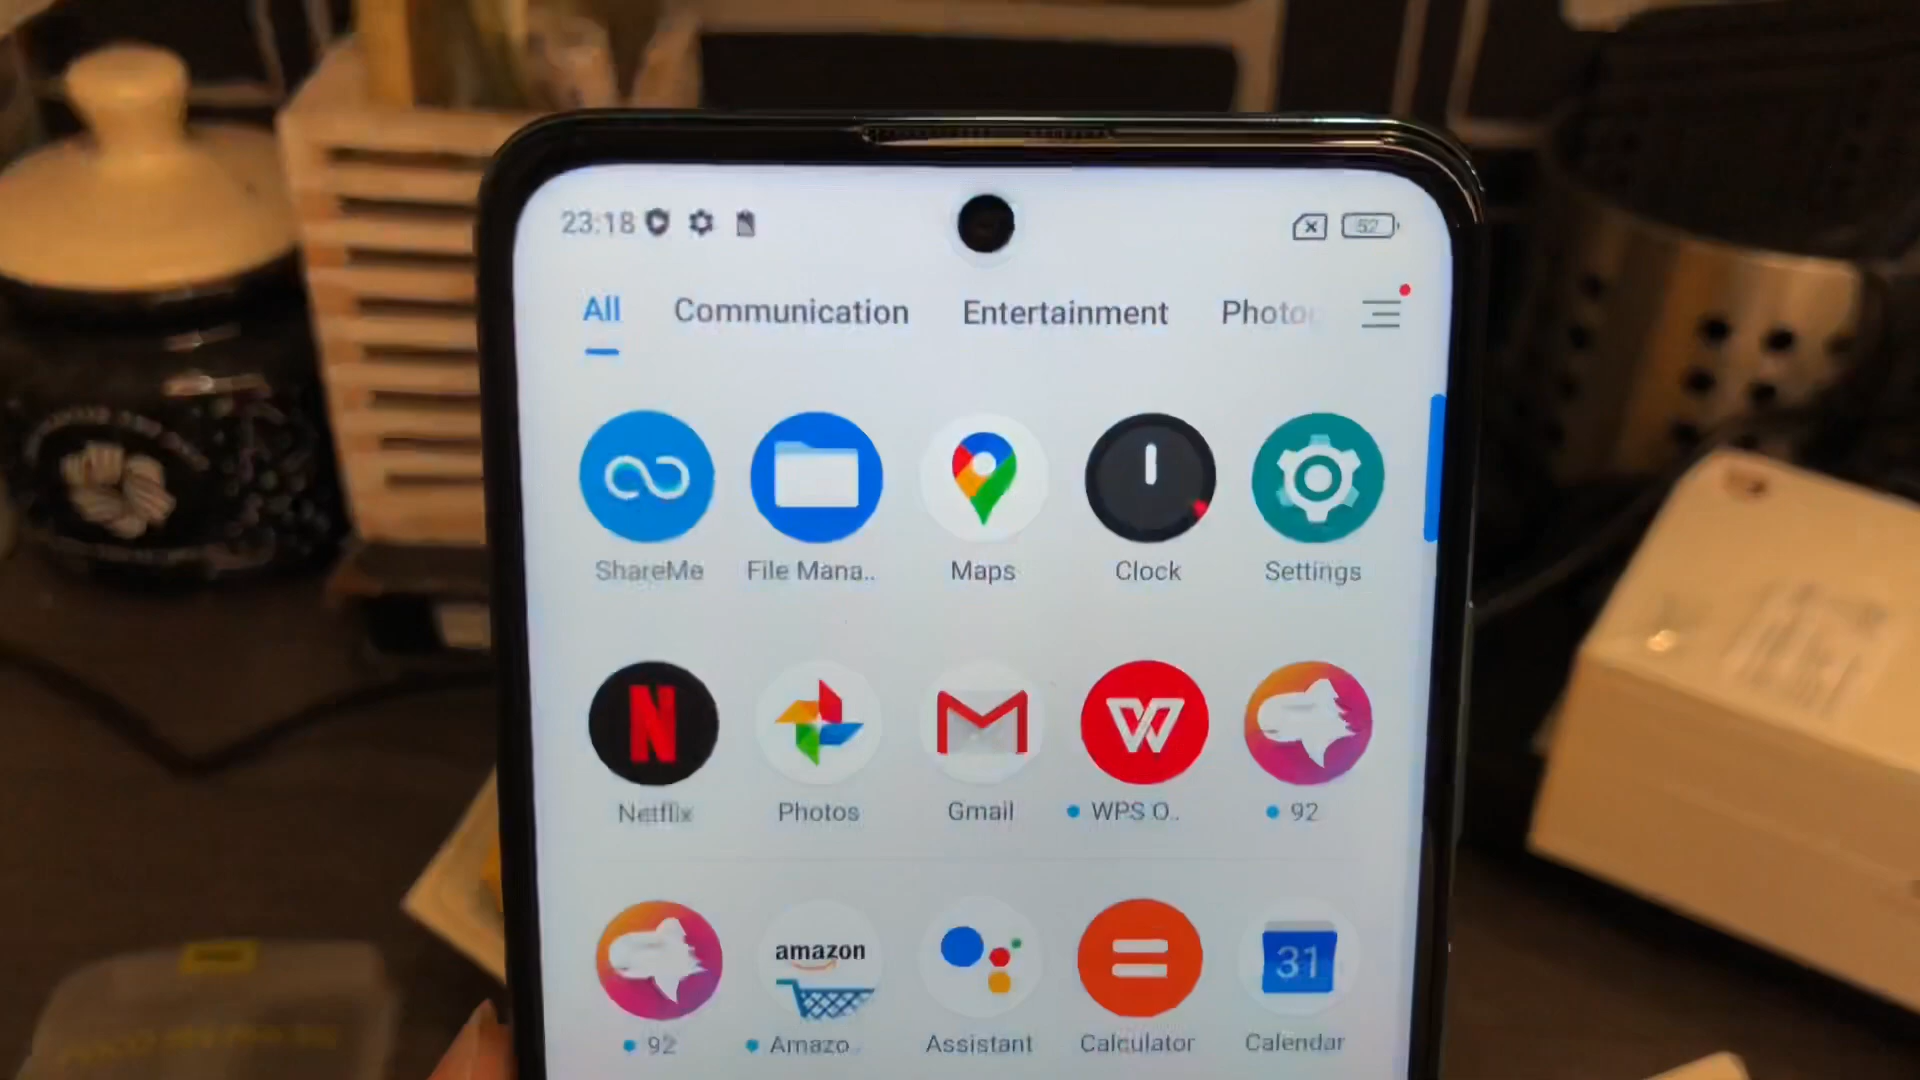 23:18 52
All Communication Entertainment Photo
ShareMe File Mana.. Maps Clock Settings
N W
Netflix Photos Gmail WPS O.. 92
amazon 31
92 Amazo.. Assistant Calculator Calendar